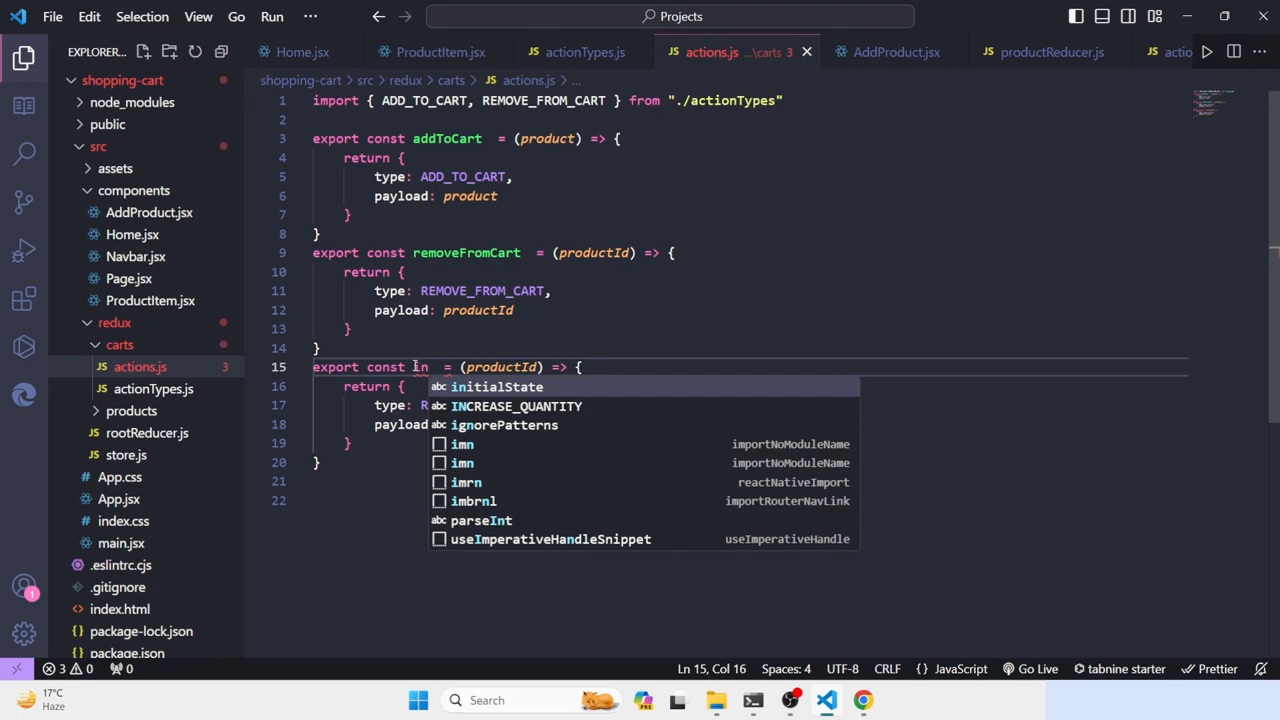 File Edit Selection View Go Run ··· Projects
EXPLORER...
Home.jsx ProductItem.jsx actionTypes.js actions.js ...\carts 3 AddProduct.jsx productReducer.js actio
shopping-cart > src > redux > carts > actions.js > ...
shopping-cart
node_modules
public
src
assets
components
AddProduct.jsx
Home.jsx
Navbar.jsx
Page.jsx
ProductItem.jsx
redux
carts
actions.js 3
actionTypes.js
products
rootReducer.js
store.js
App.css
App.jsx
index.css
main.jsx
.eslintrc.cjs
.gitignore
index.html
package-lock.json
package.json
1 import { ADD_TO_CART, REMOVE_FROM_CART } from "./actionTypes"
2
3 export const addToCart = (product) => {
4 return {
5 type: ADD_TO_CART,
6 payload: product
7 }
8 }
9 export const removeFromCart = (productId) => {
10 return {
11 type: REMOVE_FROM_CART,
12 payload: productId
13 }
14 }
15 export const in = (productId) => {
16 return {
17 type: R
18 payload
19 }
20 }
21
22
abc initialState
abc INCREASE_QUANTITY
abc ignorePatterns
imn importNoModuleName
imn importNoModuleName
imrn reactNativeImport
imbrnl importRouterNavLink
abc parseInt
useImperativeHandleSnippet useImperativeHandle
1
3 0 0 Ln 15, Col 16 Spaces: 4 UTF-8 CRLF {} JavaScript Go Live tabnine starter Prettier
17°C
Haze
Search
PRE